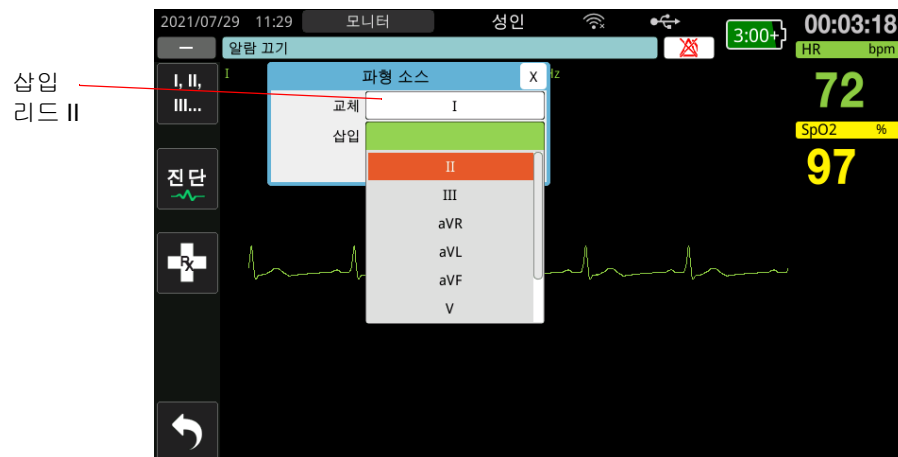 2021/07/29 11:29 모니터 성인 3:00+ 00:03:18
알람 끄기
HR bpm
72
SpO2 %
97
삽입
리드 II
I, II,
III...
진단
Rx
I
Hz
파형 소스 X
교체 I
삽입
II
III
aVR
aVL
aVF
V